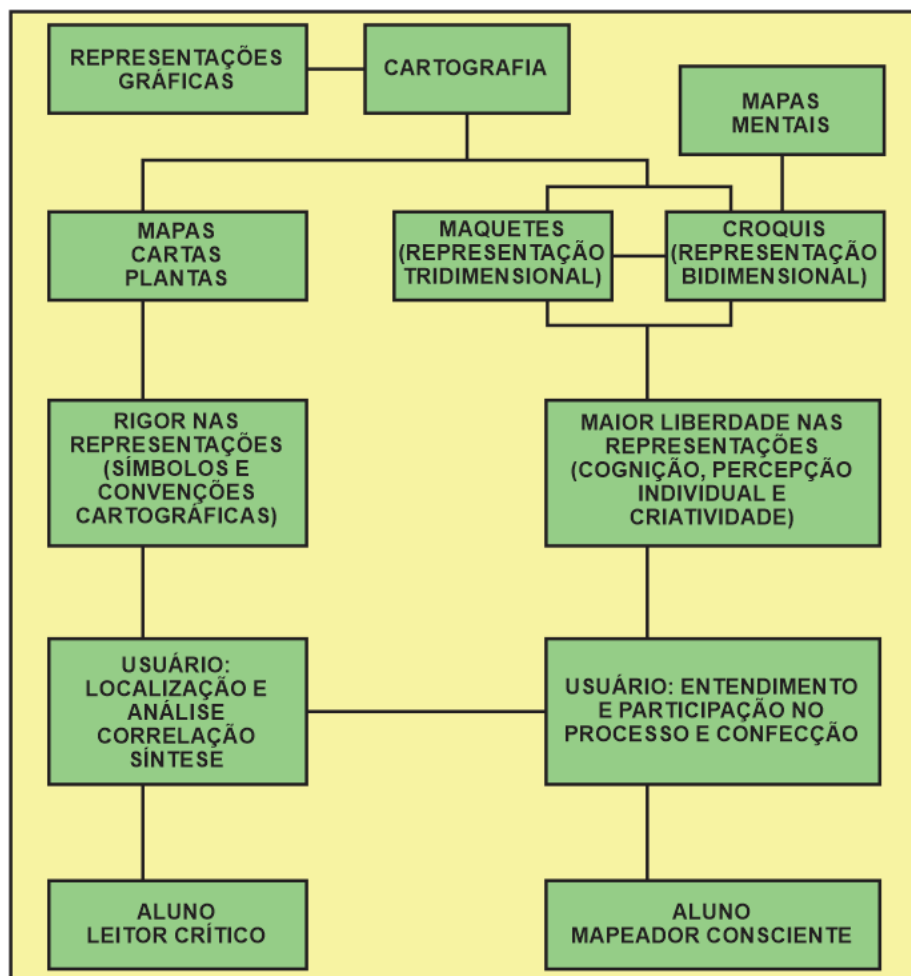 REPRESENTAÇÕES
GRÁFICAS
CARTOGRAFIA
MAPAS
MENTAIS
MAPAS
CARTAS
PLANTAS
MAQUETES
(REPRESENTAÇÃO
TRIDIMENSIONAL)
CROQUIS
(REPRESENTAÇÃO
BIDIMENSIONAL)
RIGOR NAS
REPRESENTAÇÕES
(SÍMBOLOS E
CONVENÇÕES
CARTOGRÁFICAS)
MAIOR LIBERDADE NAS
REPRESENTAÇÕES
(COGNIÇÃO, PERCEPÇÃO
INDIVIDUAL E
CRIATIVIDADE)
USUÁRIO:
LOCALIZAÇÃO E
ANÁLISE
CORRELAÇÃO
SÍNTESE
USUÁRIO: ENTENDIMENTO
E PARTICIPAÇÃO NO
PROCESSO E CONFECÇÃO
ALUNO
LEITOR CRÍTICO
ALUNO
MAPEADOR CONSCIENTE